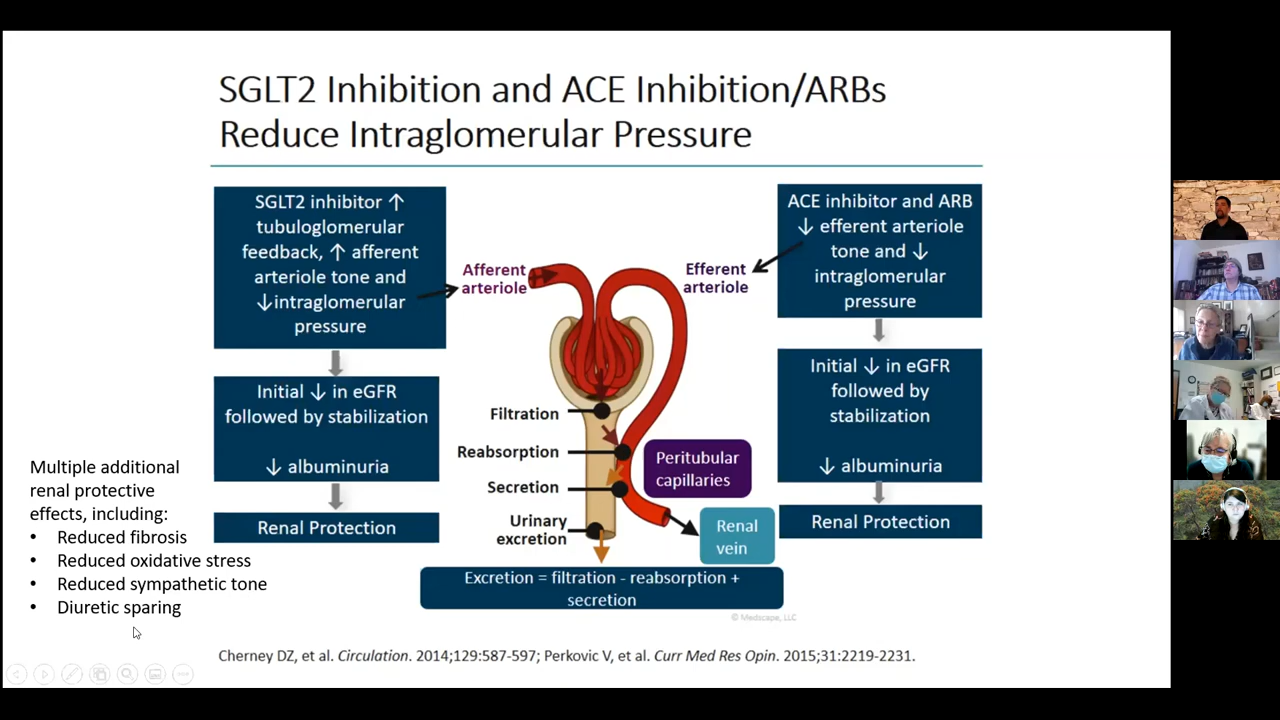 SGLT2 Inhibition and ACE Inhibition/ARBs
Reduce Intraglomerular Pressure
SGLT2 inhibitor ↑
tubuloglomerular
feedback, ↑ afferent
arteriole tone and
↓intraglomerular
pressure
Initial ↓ in eGFR
followed by stabilization
↓ albuminuria
Renal Protection
Multiple additional
renal protective
effects, including:
• Reduced fibrosis
• Reduced oxidative stress
• Reduced sympathetic tone
• Diuretic sparing
Afferent
arteriole
Efferent
arteriole
Filtration
Reabsorption
Secretion
Urinary
excretion
Peritubular
capillaries
Renal
vein
Excretion = filtration - reabsorption +
secretion
ACE inhibitor and ARB
↓ efferent arteriole
tone and ↓
intraglomerular
pressure
Initial ↓ in eGFR
followed by
stabilization
↓ albuminuria
Renal Protection
© Medscape, LLC
Cherney DZ, et al. Circulation. 2014;129:587-597; Perkovic V, et al. Curr Med Res Opin. 2015;31:2219-2231.